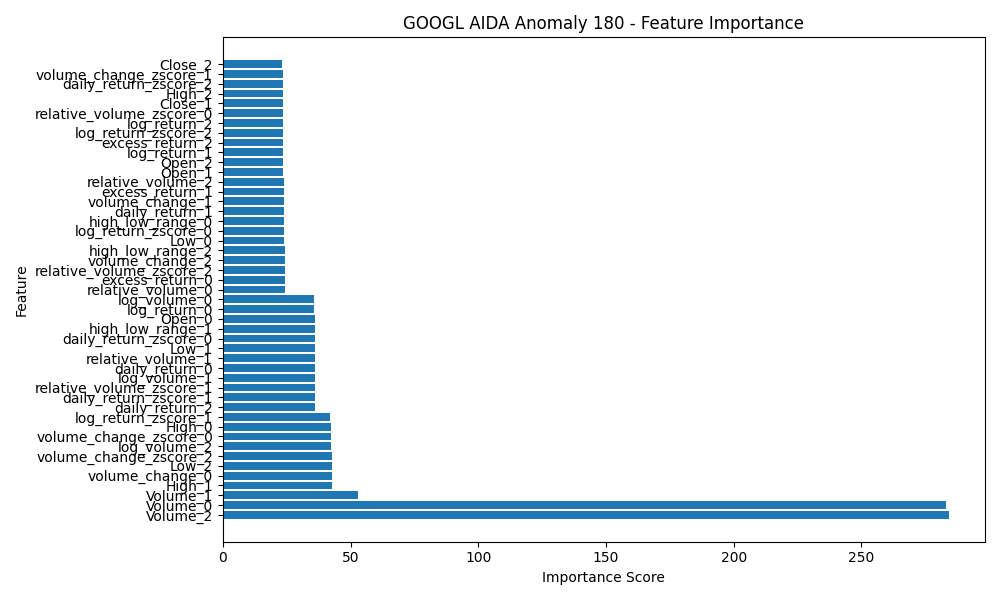 GOOGL AIDA Anomaly 180 - Feature Importance
Close_2
volume_change_zscore_1
daily_return_zscore_2
High_2
Close_1
relative_volume_zscore_0
log_return_2
log_return_zscore_2
excess_return_2
log_return_1
Open_2
Open_1
relative_volume_2
excess_return_1
volume_change_1
daily_return_1
high_low_range_0
log_return_zscore_0
Low_0
high_low_range_2
volume_change_2
relative_volume_zscore_2
excess_return_0
relative_volume_0
log_volume_0
log_return_0
Open_0
high_low_range_1
daily_return_zscore_0
Low_1
relative_volume_1
daily_return_0
log_volume_1
relative_volume_zscore_1
daily_return_zscore_1
daily_return_2
log_return_zscore_1
High_0
volume_change_zscore_0
log_volume_2
volume_change_zscore_2
Low_2
volume_change_0
High_1
Volume_1
Volume_0
Volume_2
Feature
0 50 100 150 200 250
Importance Score